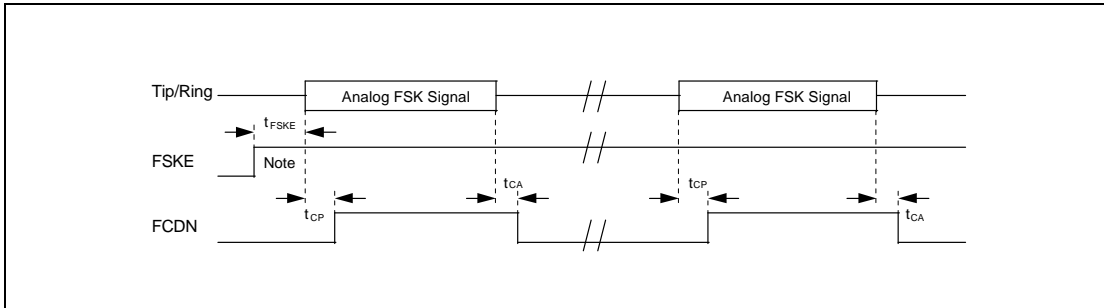 Tip/Ring Analog FSK Signal Analog FSK Signal
tFSKE
FSKE Note
tCA tCP
tCP tCA
FCDN